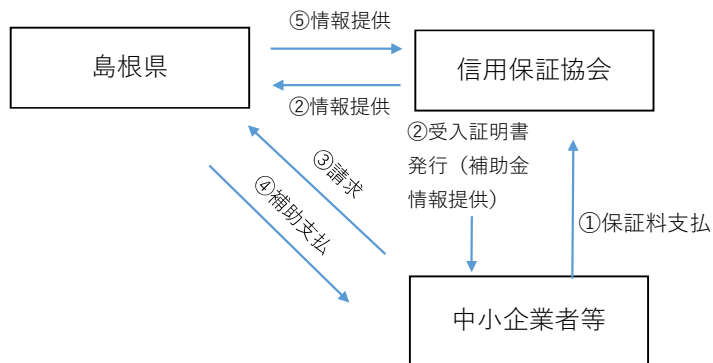 ⑤情報提供
島根県
信用保証協会
②情報提供
②受入証明書
発行（補助金
情報提供）
③請求
④補助支払
①保証料支払
中小企業者等